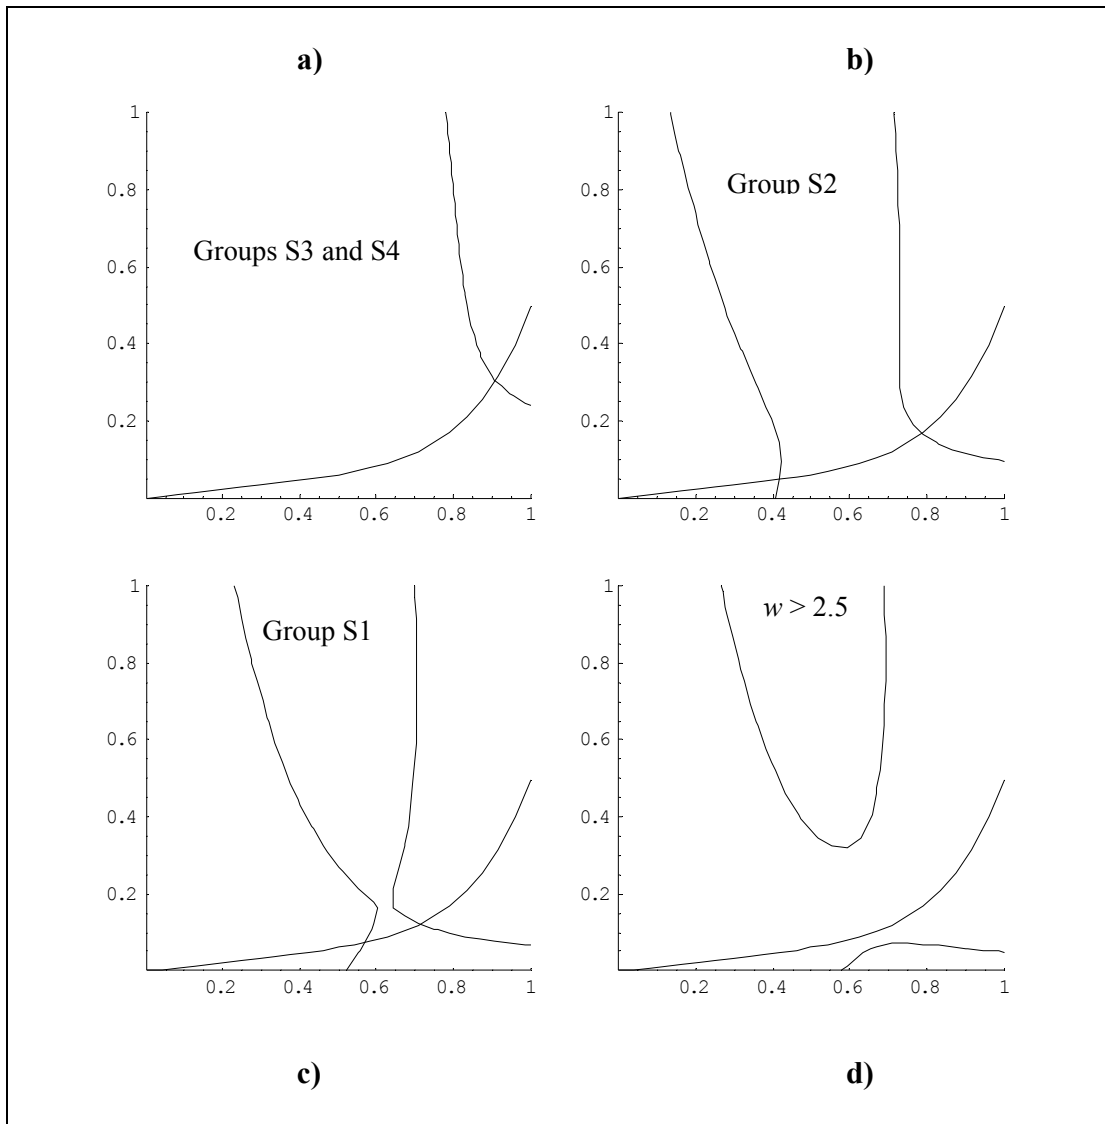 a) b)
1 1
0.8 0.8
Group S2
Groups S3 and S4
0.6 0.6
0.4 0.4
0.2 0.2
0.2 0.4 0.6 0.8 1 0.2 0.4 0.6 0.8 1
1 1
w > 2.5
Group S1
0.8 0.8
0.6 0.6
0.4 0.4
0.2 0.2
0.2 0.4 0.6 0.8 1 0.2 0.4 0.6 0.8 1
c) d)